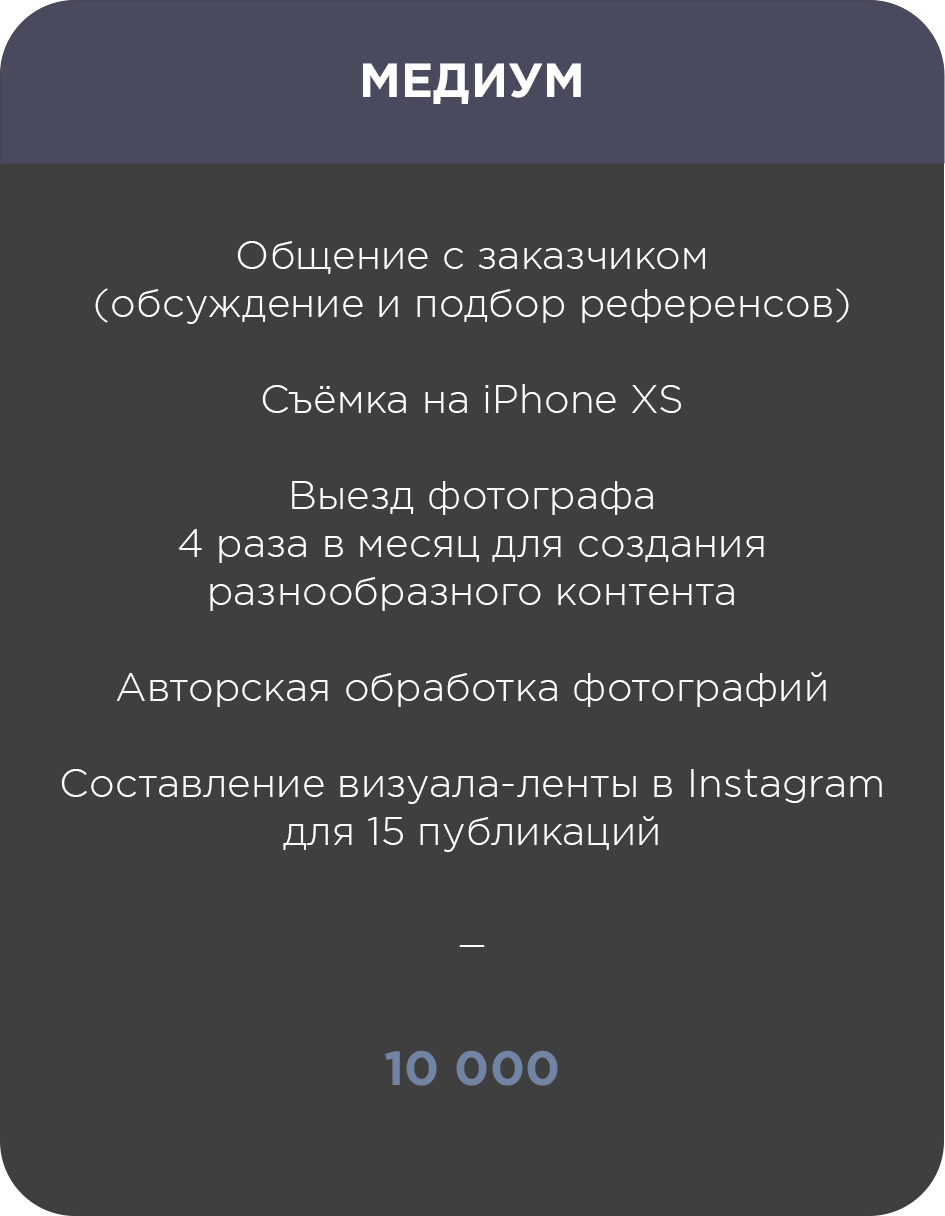 МЕДИУМ
Общение с заказчиком
(обсуждение и подбор референсов)
Съёмка на iPhone XS
Выезд фотографа
4 раза в месяц для создания
разнообразного контента
Авторская обработка фотографий
Составление визуала-ленты в Instagram
для 15 публикаций
—
10 000